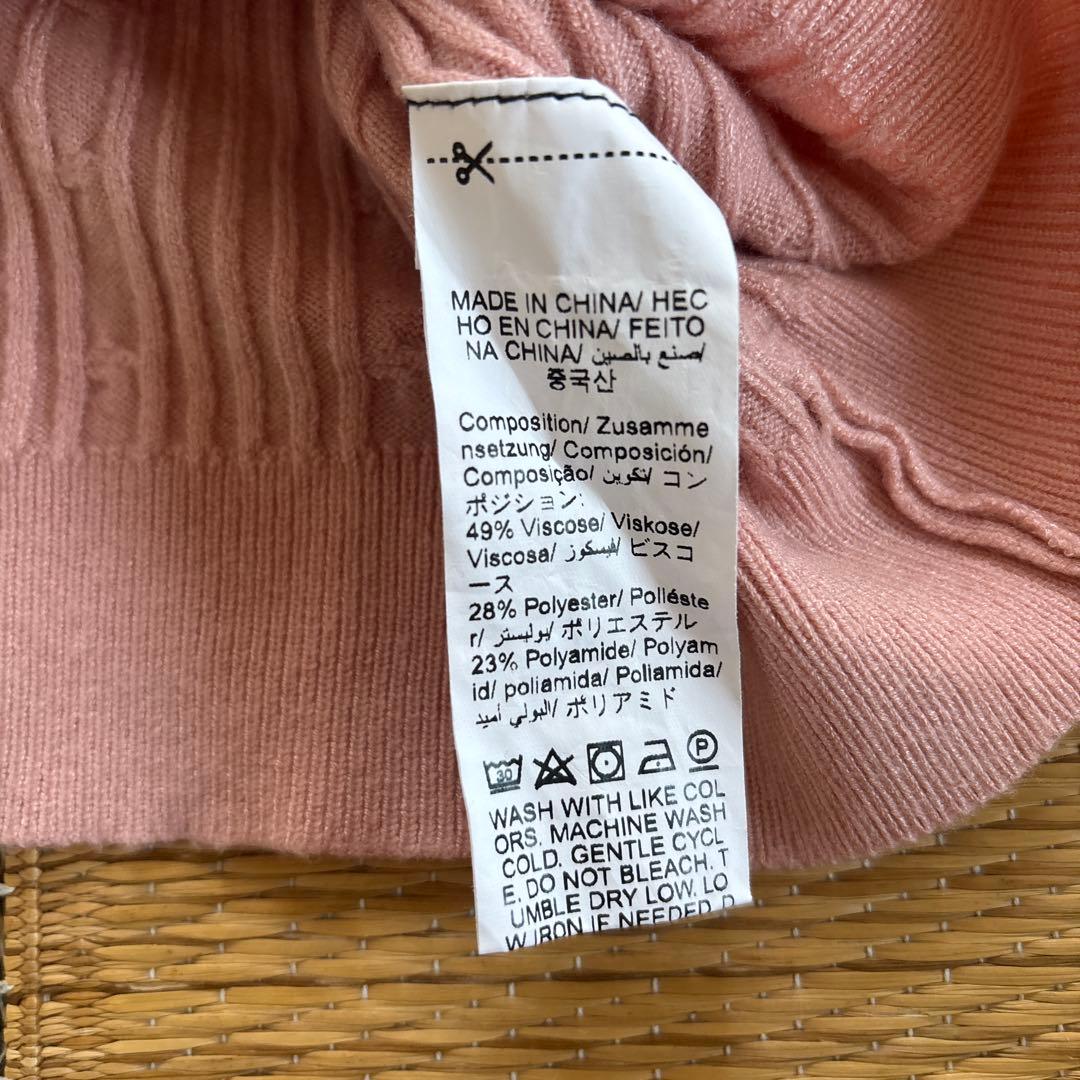 MADE IN CHINA/ HEC
HO EN CHINA/ FEITO
NA CHINA/ صنع بالصين/
중국산
Composition/ Zusamme
nsetzung/ Composición/
Composição/ تكوين/ コン
ポジション:
49% Viscose/ Viskose/
Viscosa/ فيسكوز/ ビスコ
ース
28% Polyester/ Polléste
r/ بوليستر/ ポリエステル
23% Polyamide/ Polyam
id/ poliamida/ Poliamida/
البولي أميد/ ポリアミド
30 P
WASH WITH LIKE COL
ORS. MACHINE WASH
COLD. GENTLE CYCL
E. DO NOT BLEACH. T
UMBLE DRY LOW. LO
W IRON IF NEEDED. D